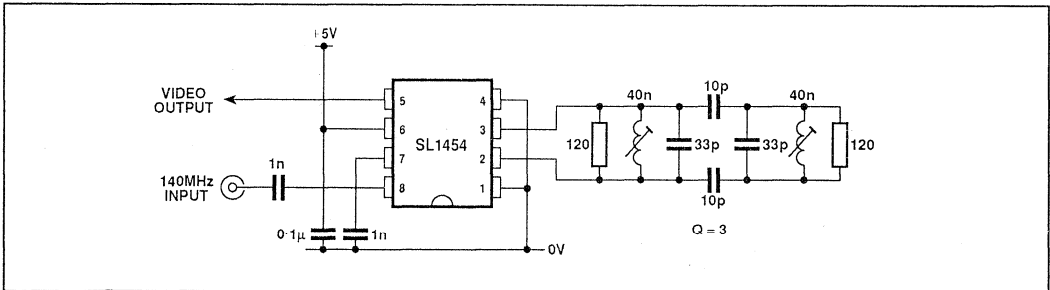 +5V
10p
VIDEO
OUTPUT
5
4
40n
40n
6
3
SL1454
120
33p
33p
120
7
2
1n
140MHz
INPUT
8
1
10p
0·1µ
1n
0V
Q = 3